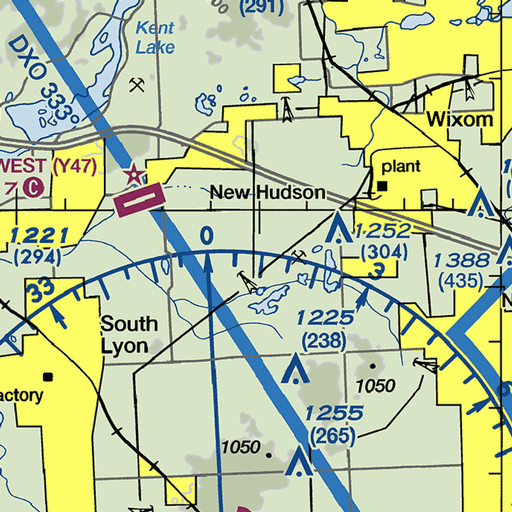 (291)
Kent
Lake
DXO 333°
Wixom
WEST (Y47)
7 C
plant
New Hudson
1221
(294)
0
1252
(304)
3
1388
(435)
33
South
Lyon
1225
(238)
1050
actory
1255
(265)
1050